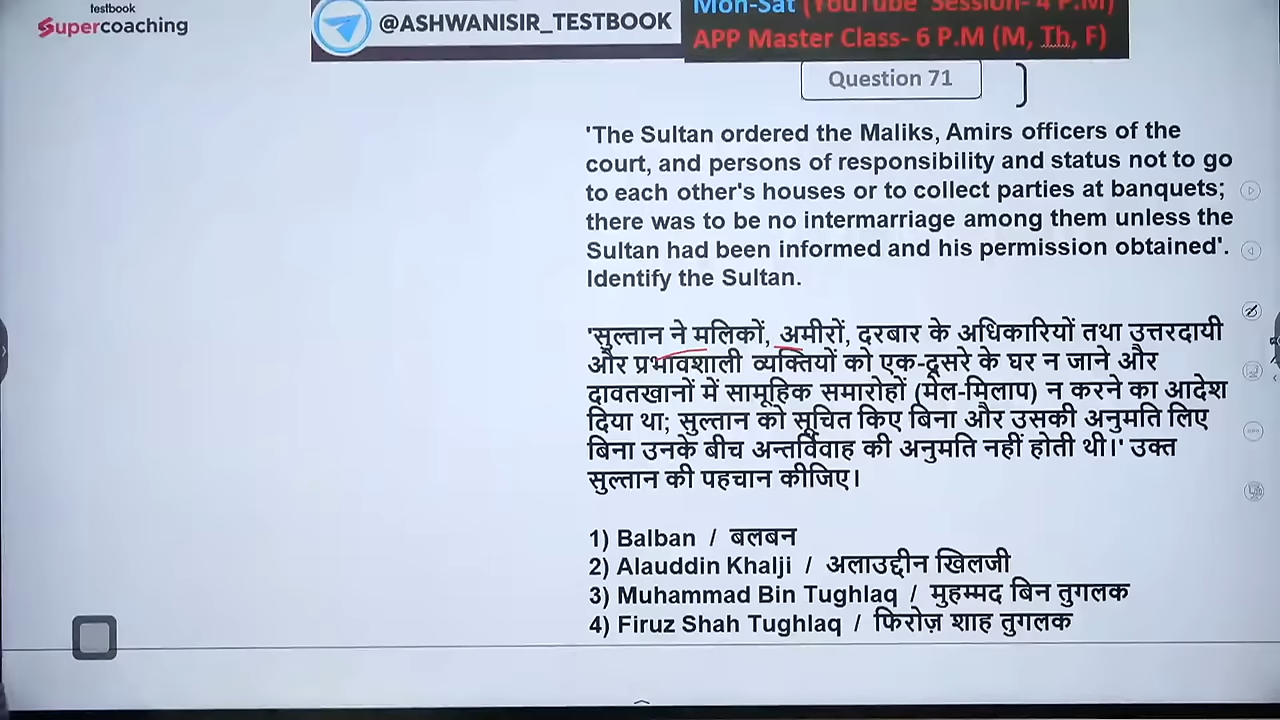 testbook
Supercoaching
@ASHWANISIR_TESTBOOK
Mon-Sat (YouTube Session- 4 P.M)
APP Master Class- 6 P.M (M, Th, F)
Question 71
'The Sultan ordered the Maliks, Amirs officers of the
court, and persons of responsibility and status not to go
to each other's houses or to collect parties at banquets;
there was to be no intermarriage among them unless the
Sultan had been informed and his permission obtained'.
Identify the Sultan.
'सुल्तान ने मलिकों, अमीरों, दरबार के अधिकारियों तथा उत्तरदायी
और प्रभावशाली व्यक्तियों को एक-दूसरे के घर न जाने और
दावतखानों में सामूहिक समारोहों (मेल-मिलाप) न करने का आदेश
दिया था; सुल्तान को सूचित किए बिना और उसकी अनुमति लिए
बिना उनके बीच अन्तर्विवाह की अनुमति नहीं होती थी।' उक्त
सुल्तान की पहचान कीजिए।
1) Balban / बलबन
2) Alauddin Khalji / अलाउद्दीन खिलजी
3) Muhammad Bin Tughlaq / मुहम्मद बिन तुगलक
4) Firuz Shah Tughlaq / फिरोज़ शाह तुगलक